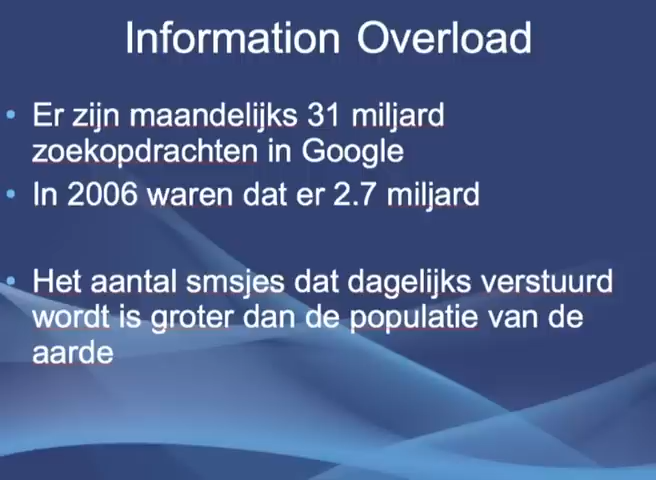 Information Overload
Er zijn maandelijks 31 miljard
zoekopdrachten in Google
In 2006 waren dat er 2.7 miljard
Het aantal smsjes dat dagelijks verstuurd
wordt is groter dan de populatie van de
aarde